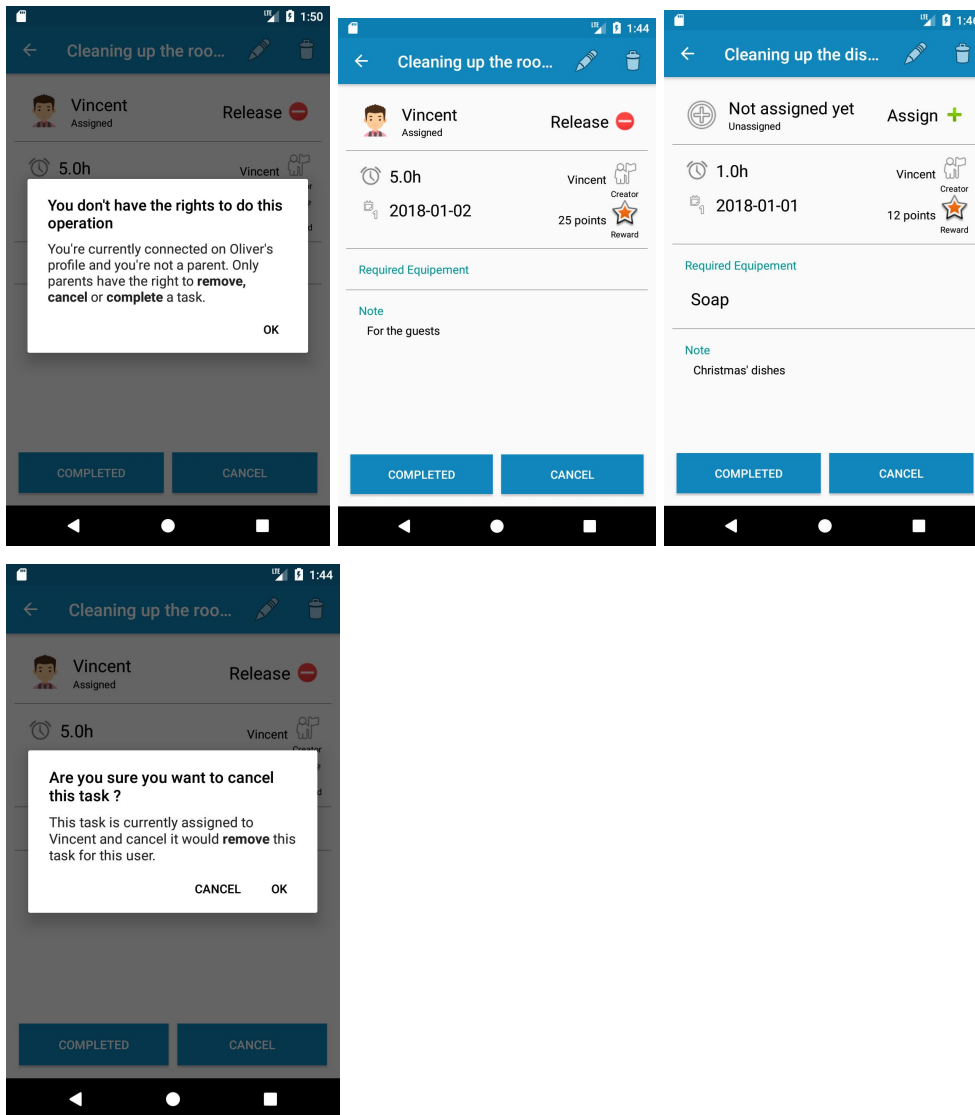 1:50
Cleaning up the roo...
Vincent
Assigned
Release
5.0h
Vincent
You don't have the rights to do this
operation
You're currently connected on Oliver's
profile and you're not a parent. Only
parents have the right to remove,
cancel or complete a task.
OK
COMPLETED
CANCEL
LTE
1:44
Cleaning up the roo...
Vincent
Assigned
Release
5.0h
Vincent
Creator
2018-01-02
25 points
Reward
Required Equipement
Note
For the guests
COMPLETED
CANCEL
LTE
1:46
Cleaning up the dis...
Not assigned yet
Unassigned
Assign
1.0h
Vincent
Creator
2018-01-01
12 points
Reward
Required Equipement
Soap
Note
Christmas' dishes
COMPLETED
CANCEL
LTE
1:44
Cleaning up the roo...
Vincent
Assigned
Release
5.0h
Vincent
Creator
Are you sure you want to cancel
this task ?
This task is currently assigned to
Vincent and cancel it would remove this
task for this user.
CANCEL OK
COMPLETED
CANCEL